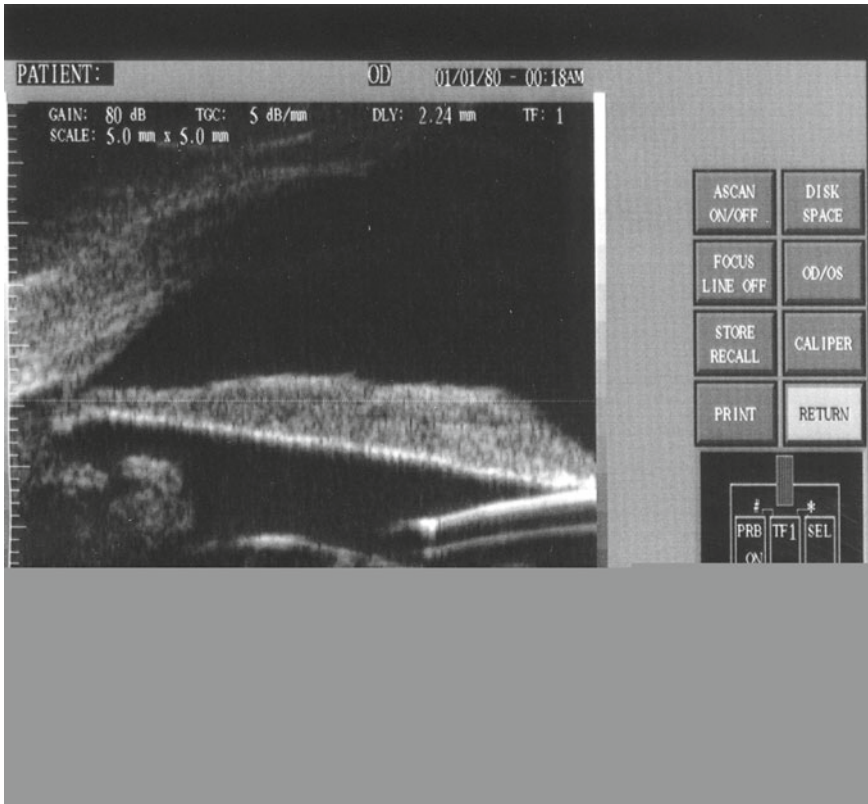 PATIENT: OD 01/01/80 - 00:18AM
GAIN: 80 dB TGC: 5 dB/mm DLY: 2.24 mm TF: 1
SCALE: 5.0 mm x 5.0 mm
ASCAN ON/OFF
DISK SPACE
FOCUS LINE OFF
OD/OS
STORE RECALL
CALIPER
PRINT
RETURN
# *
PRB ON
TF1
SEL